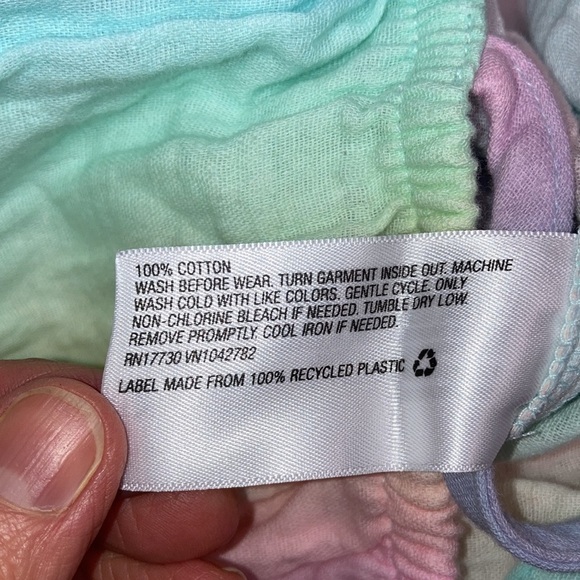 100% COTTON
WASH BEFORE WEAR. TURN GARMENT INSIDE OUT. MACHINE
WASH COLD WITH LIKE COLORS. GENTLE CYCLE. ONLY
NON-CHLORINE BLEACH IF NEEDED. TUMBLE DRY LOW.
REMOVE PROMPTLY. COOL IRON IF NEEDED.
RN17730 VN1042782
LABEL MADE FROM 100% RECYCLED PLASTIC